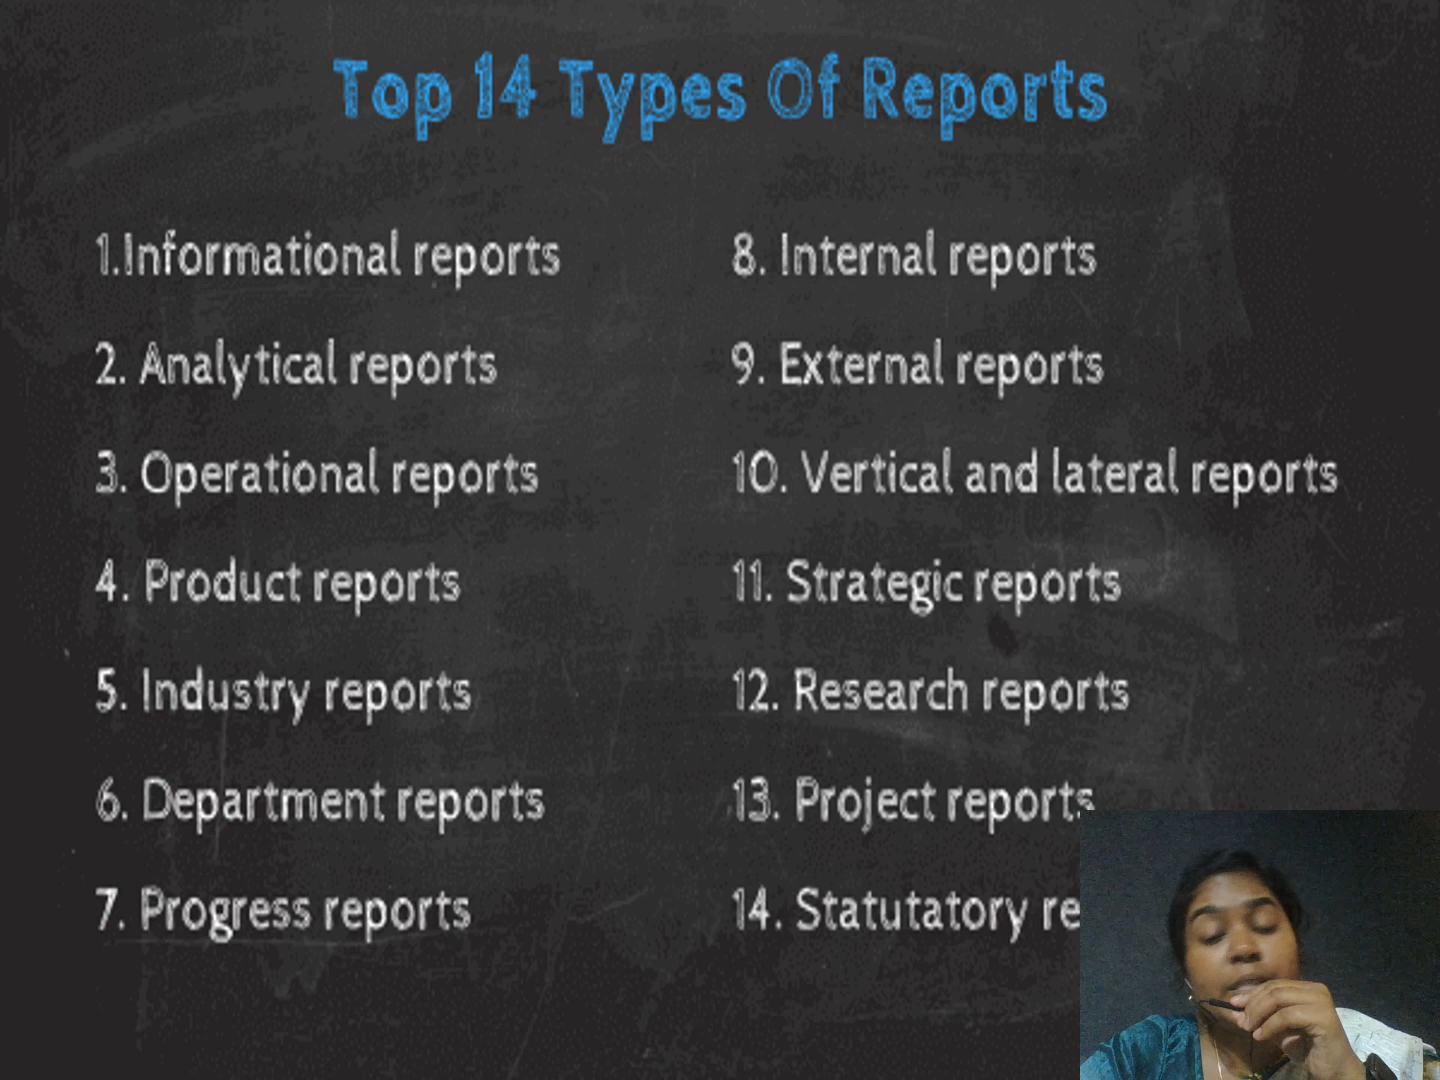 Top 14 Types Of Reports
1.Informational reports
2. Analytical reports
3. Operational reports
4. Product reports
5. Industry reports
6. Department reports
7. Progress reports
8. Internal reports
9. External reports
10. Vertical and lateral reports
11. Strategic reports
12. Research reports
13. Project reports
14. Statutatory re